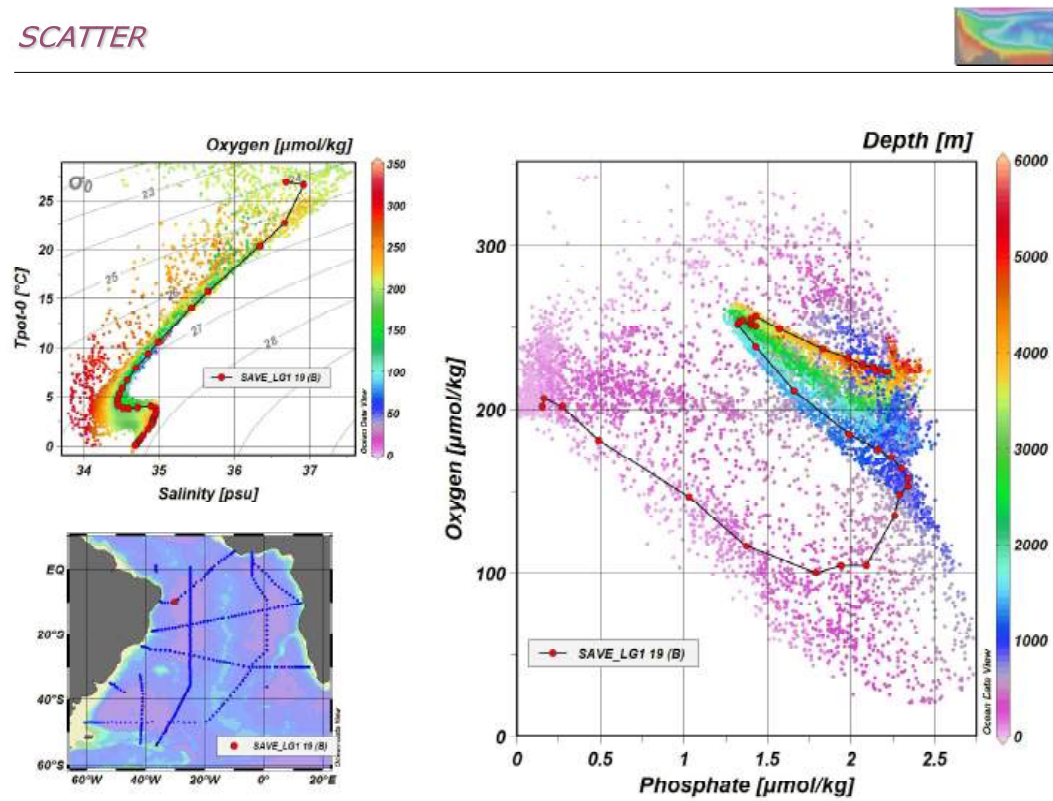 SCATTER
Oxygen [µmol/kg]
σ0
23
24
25
26
27
28
350
300
250
200
150
100
50
0
25
20
15
10
5
0
Tpot-0 [°C]
34
35
36
37
Salinity [psu]
SAVE_LG1 19 (B)
Ocean Data View
EQ
20°S
40°S
60°S
60°W
40°W
20°W
0°
20°E
SAVE_LG1 19 (B)
Ocean Data View
Depth [m]
6000
5000
4000
3000
2000
1000
0
300
200
100
0
Oxygen [µmol/kg]
0
0.5
1
1.5
2
2.5
Phosphate [µmol/kg]
SAVE_LG1 19 (B)
Ocean Data View